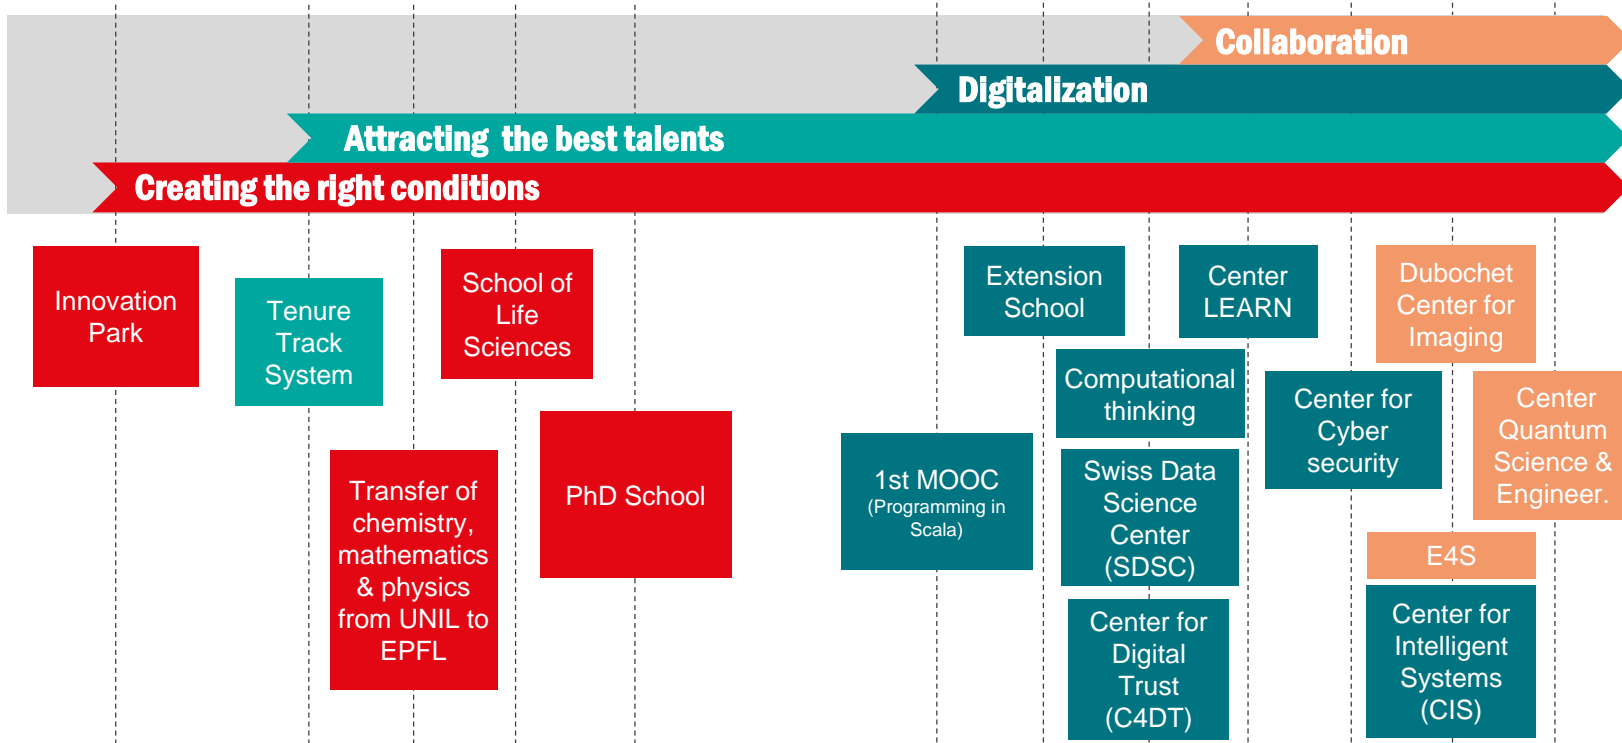 Collaboration
Digitalization
Attracting the best talents
Creating the right conditions
Innovation
Park
Tenure
Track
System
School of
Life
Sciences
Transfer of
chemistry,
mathematics
& physics
from UNIL to
EPFL
PhD School
1st MOOC
(Programming in
Scala)
Extension
School
Computational
thinking
Swiss Data
Science
Center
(SDSC)
Center for
Digital
Trust
(C4DT)
Center
LEARN
Center for
Cyber
security
Dubochet
Center for
Imaging
Center
Quantum
Science &
Engineer.
E4S
Center for
Intelligent
Systems
(CIS)